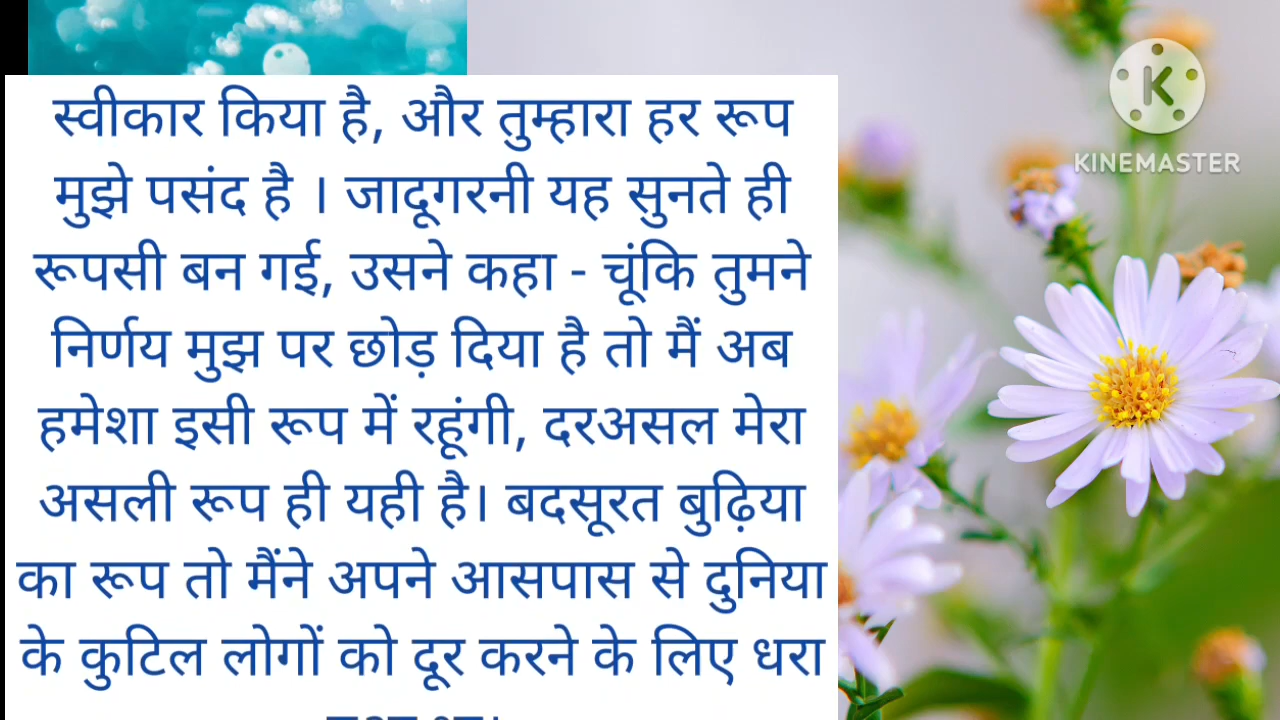 स्वीकार किया है, और तुम्हारा हर रूप
मुझे पसंद है । जादूगरनी यह सुनते ही
रूपसी बन गई, उसने कहा - चूंकि तुमने
निर्णय मुझ पर छोड़ दिया है तो मैं अब
हमेशा इसी रूप में रहूंगी, दरअसल मेरा
असली रूप ही यही है। बदसूरत बुढ़िया
का रूप तो मैंने अपने आसपास से दुनिया
के कुटिल लोगों को दूर करने के लिए धरा
KINEMASTER